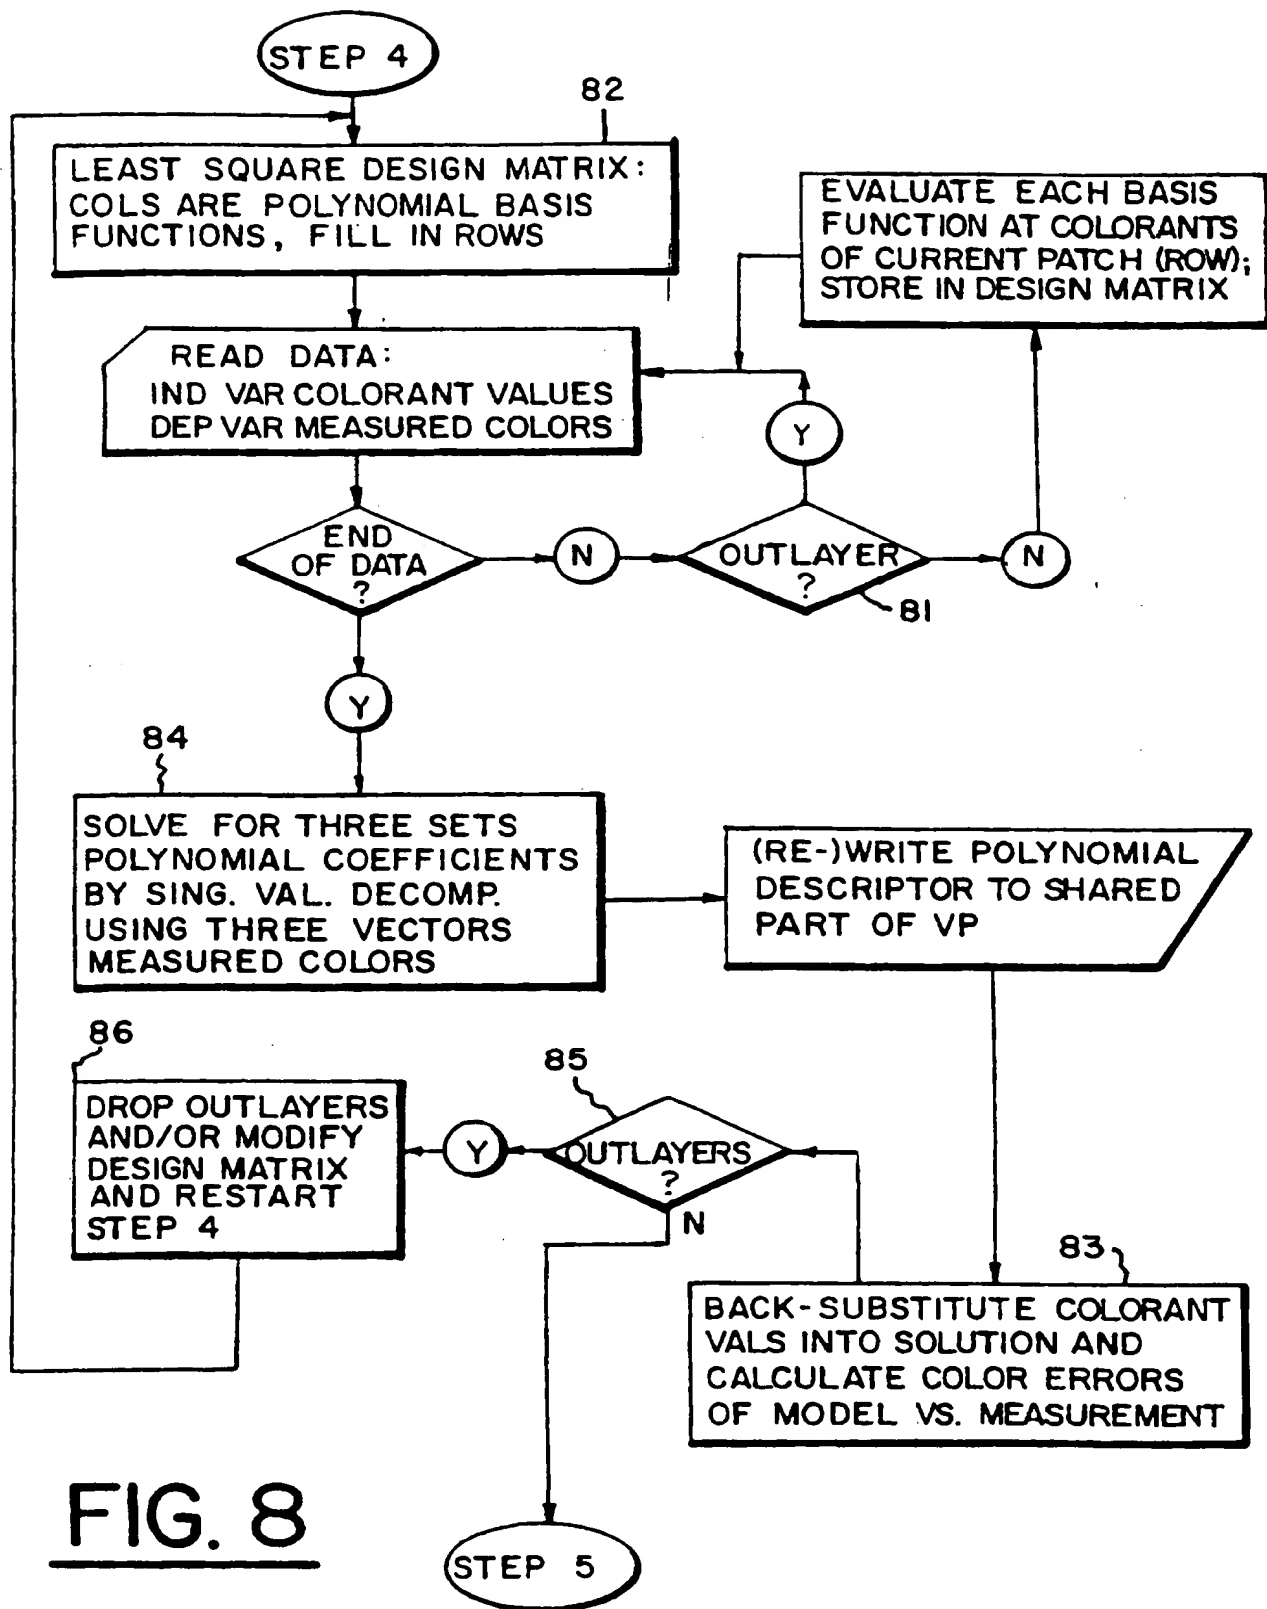 STEP 4
82
LEAST SQUARE DESIGN MATRIX:
COLS ARE POLYNOMIAL BASIS
FUNCTIONS, FILL IN ROWS
EVALUATE EACH BASIS
FUNCTION AT COLORANTS
OF CURRENT PATCH (ROW);
STORE IN DESIGN MATRIX
READ DATA:
IND VAR COLORANT VALUES
DEP VAR MEASURED COLORS
Y
END
OF DATA
?
N
OUTLAYER
?
N
81
Y
84
SOLVE FOR THREE SETS
POLYNOMIAL COEFFICIENTS
BY SING. VAL. DECOMP.
USING THREE VECTORS
MEASURED COLORS
(RE-)WRITE POLYNOMIAL
DESCRIPTOR TO SHARED
PART OF VP
86
DROP OUTLAYERS
AND/OR MODIFY
DESIGN MATRIX
AND RESTART
STEP 4
Y
85
OUTLAYERS
?
N
83
BACK-SUBSTITUTE COLORANT
VALS INTO SOLUTION AND
CALCULATE COLOR ERRORS
OF MODEL VS. MEASUREMENT
FIG. 8
STEP 5